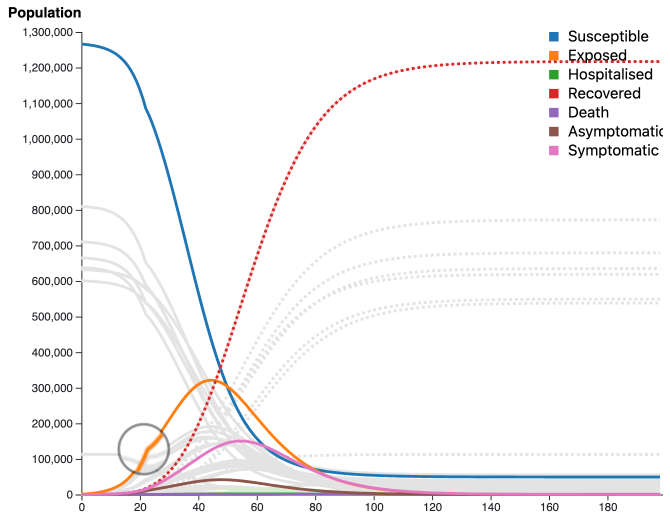 Population
1,300,000
1,200,000
1,100,000
1,000,000
900,000
800,000
700,000
600,000
500,000
400,000
300,000
200,000
100,000
0
0 20 40 60 80 100 120 140 160 180
Susceptible
Exposed
Hospitalised
Recovered
Death
Asymptomatic
Symptomatic